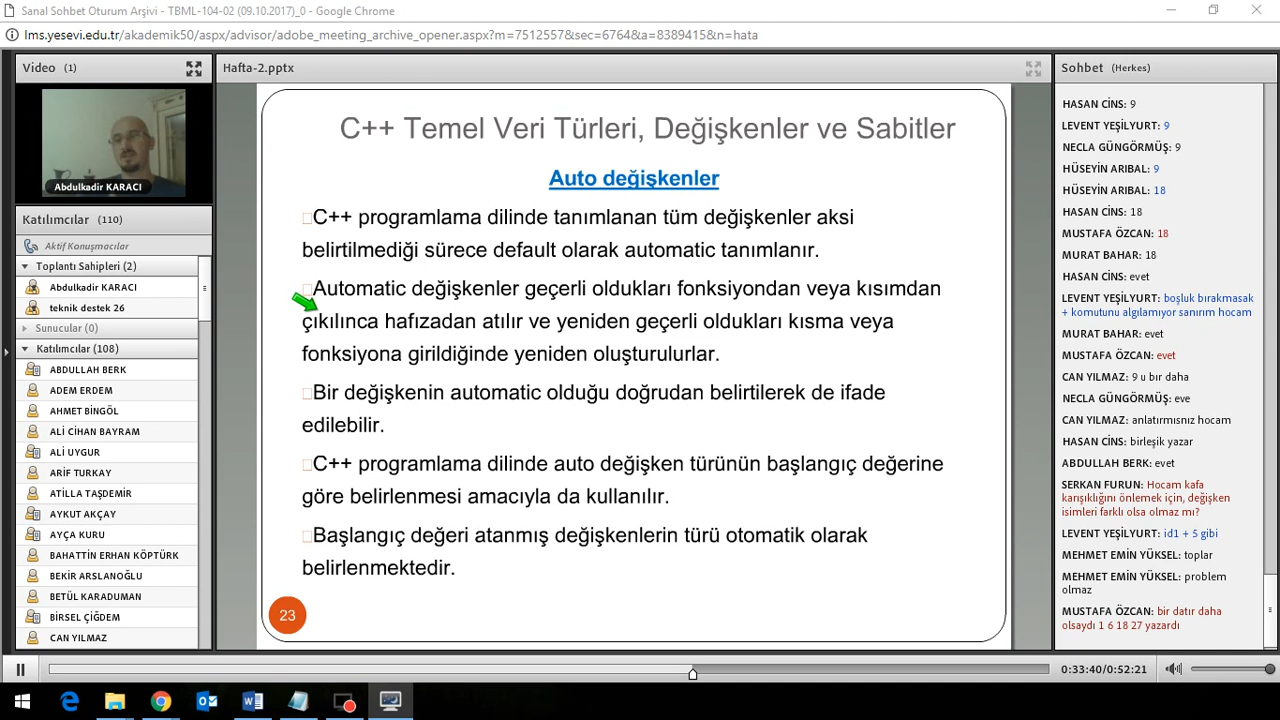 Sanal Sohbet Oturum Arşivi - TBML-104-02 (09.10.2017)_0 - Google Chrome
lms.yesevi.edu.tr/akademik50/aspx/advisor/adobe_meeting_archive_opener.aspx?m=7512557&sec=6764&a=8389415&n=hata
Video (1)
Abdulkadir KARACI
Katılımcılar (110)
Aktif Konuşmacılar
Toplantı Sahipleri (2)
Abdulkadir KARACI
teknik destek 26
Sunucular (0)
Katılımcılar (108)
ABDULLAH BERK
ADEM ERDEM
AHMET BİNGÖL
ALİ CİHAN BAYRAM
ALİ UYGUR
ARİF TURKAY
ATİLLA TAŞDEMİR
AYKUT AKÇAY
AYÇA KURU
BAHATTİN ERHAN KÖPTÜRK
BEKİR ARSLANOĞLU
BETÜL KARADUMAN
BİRSEL ÇİĞDEM
CAN YILMAZ
Hafta-2.pptx
C++ Temel Veri Türleri, Değişkenler ve Sabitler
Auto değişkenler
C++ programlama dilinde tanımlanan tüm değişkenler aksi
belirtilmediği sürece default olarak automatic tanımlanır.
Automatic değişkenler geçerli oldukları fonksiyondan veya kısımdan
çıkılınca hafızadan atılır ve yeniden geçerli oldukları kısma veya
fonksiyona girildiğinde yeniden oluşturulurlar.
Bir değişkenin automatic olduğu doğrudan belirtilerek de ifade
edilebilir.
C++ programlama dilinde auto değişken türünün başlangıç değerine
göre belirlenmesi amacıyla da kullanılır.
Başlangıç değeri atanmış değişkenlerin türü otomatik olarak
belirlenmektedir.
23
Sohbet (Herkes)
HASAN CİNS: 9
LEVENT YEŞİLYURT: 9
NECLA GÜNGÖRMÜŞ: 9
HÜSEYİN ARIBAL: 9
HÜSEYİN ARIBAL: 18
HASAN CİNS: 18
MUSTAFA ÖZCAN: 18
MURAT BAHAR: 18
HASAN CİNS: evet
LEVENT YEŞİLYURT: boşluk bırakmasak
+ komutunu algılamıyor sanırım hocam
MURAT BAHAR: evet
MUSTAFA ÖZCAN: evet
CAN YILMAZ: 9 u bır daha
NECLA GÜNGÖRMÜŞ: eve
CAN YILMAZ: anlatırmısnız hocam
HASAN CİNS: birleşik yazar
ABDULLAH BERK: evet
SERKAN FURUN: Hocam kafa
karışıklığını önlemek için, değişken
isimleri farklı olsa olmaz mı?
LEVENT YEŞİLYURT: id1 + 5 gibi
MEHMET EMİN YÜKSEL: toplar
MEHMET EMİN YÜKSEL: problem
olmaz
MUSTAFA ÖZCAN: bir datır daha
olsaydı 1 6 18 27 yazardı
0:33:40/0:52:21